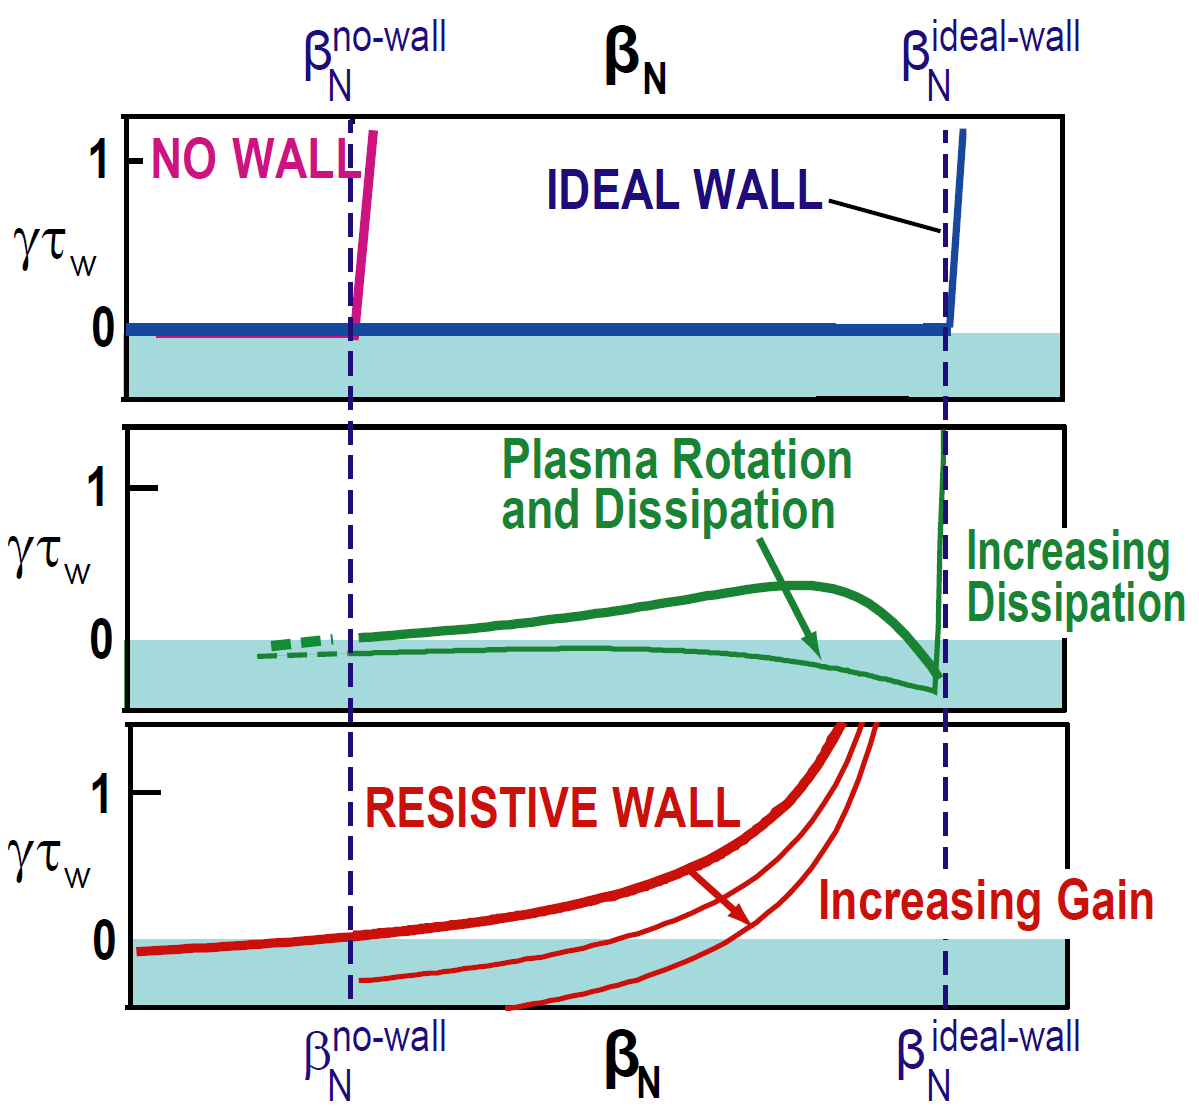 β_N^no-wall β_N β_N^ideal-wall
1 NO WALL
IDEAL WALL
γτ_w
0
Plasma Rotation
and Dissipation
1
γτ_w
Increasing
Dissipation
0
1 RESISTIVE WALL
γτ_w
Increasing Gain
0
β_N^no-wall β_N β_N^ideal-wall